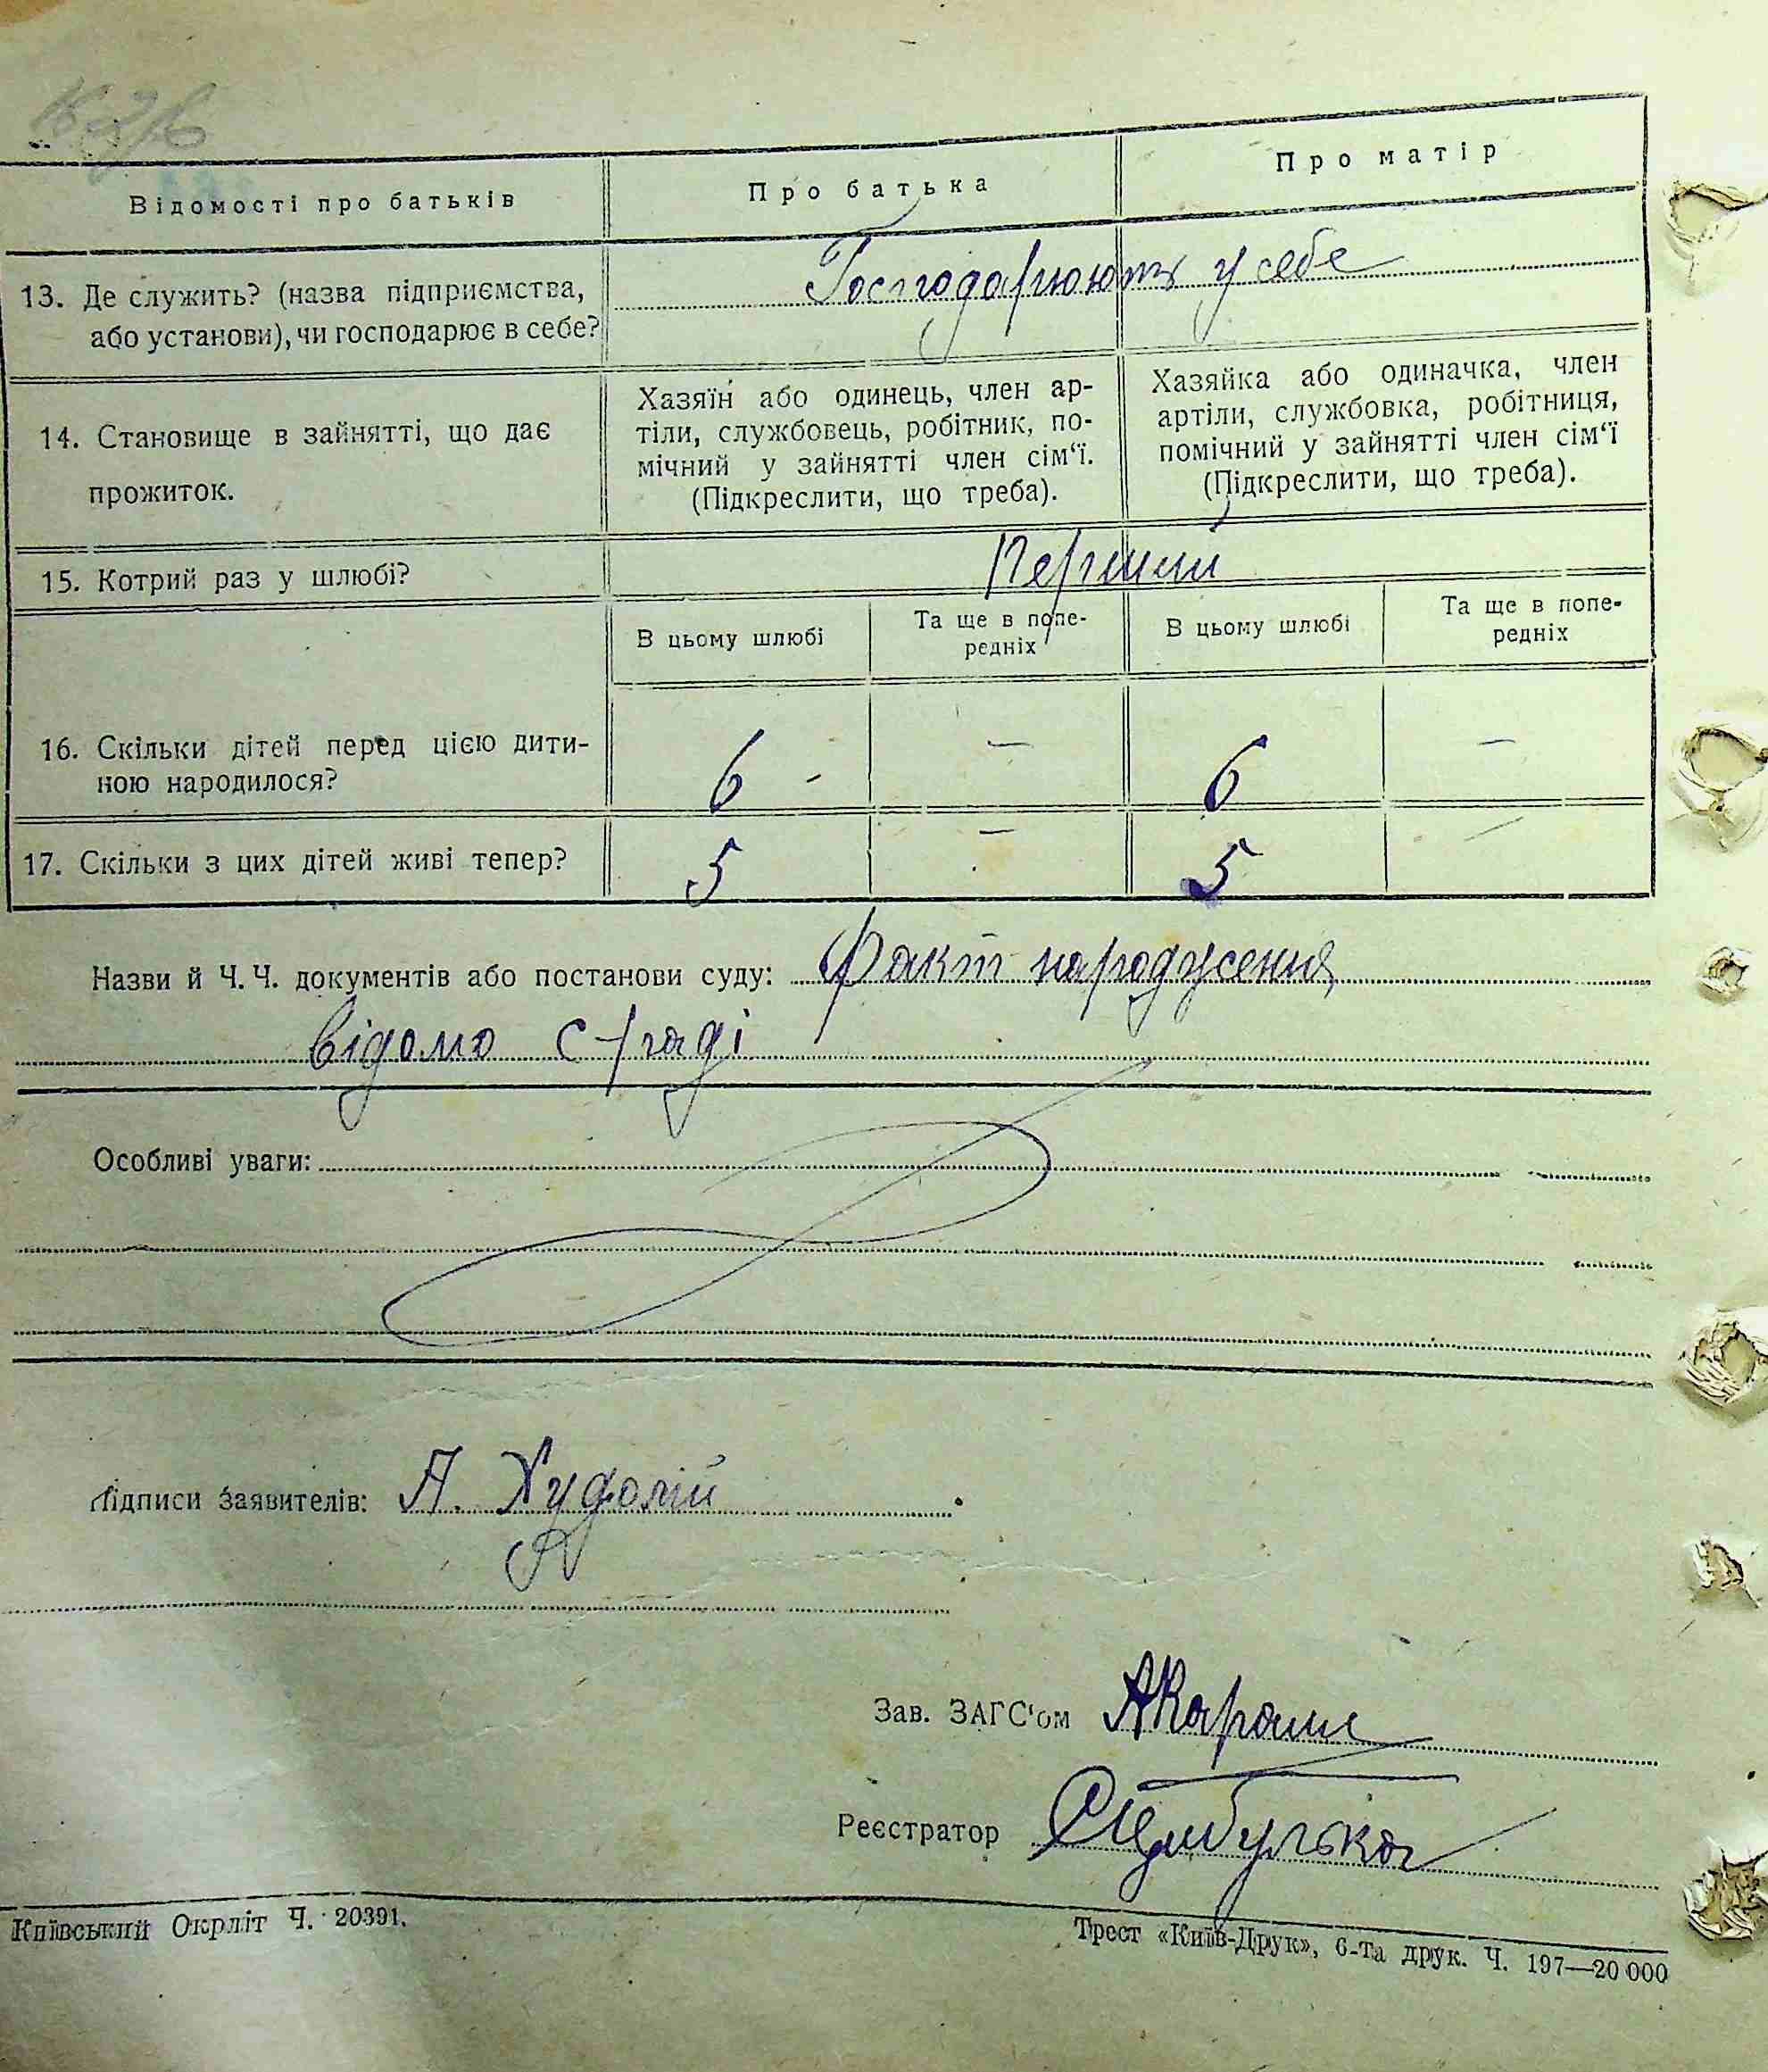 Відомості про батьків Про батька Про матір
13. Де служить? (назва підприємства, Господарюють у себе
або установи), чи господарює в себе?
14. Становище в зайнятті, що дає
прожиток.
Хазяїн або одинець, член ар-
тіли, службовець, робітник, по-
мічний у зайнятті член сім‘ї.
(Підкреслити, що треба).
Хазяйка або одиначка, член
артіли, службовка, робітниця,
помічний у зайнятті член сім‘ї
(Підкреслити, що треба).
15. Котрий раз у шлюбі? Перший
В цьому шлюбі
Та ще в попе-
редніх
В цьому шлюбі
Та ще в попе-
редніх
16. Скільки дітей перед цією дити-
ною народилося? 6 - — 6 —
17. Скільки з цих дітей живі тепер? 5 — 5 —
Назви й Ч.Ч. документів або постанови суду: Факт народження
відомо с-раді
Особливі уваги:
Підписи заявителів: А. Худолій
Зав. ЗАГС‘ом АКараш
Реєстратор
Київський Окрліт Ч. 20391.
Трест «Київ-Друк», 6-та друк. Ч. 197—20 000